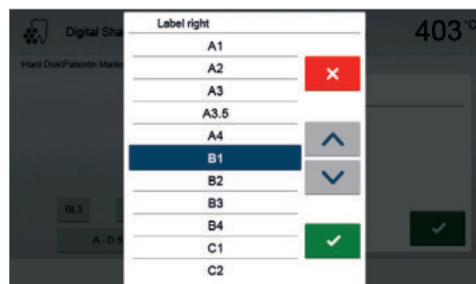 Label right
Digital Sha
403 °C
\Hard Disk\Patientin Marlen
A1
A2
A3
A3.5
A4
B1
B2
B3
B4
C1
C2
BL3
A - D S